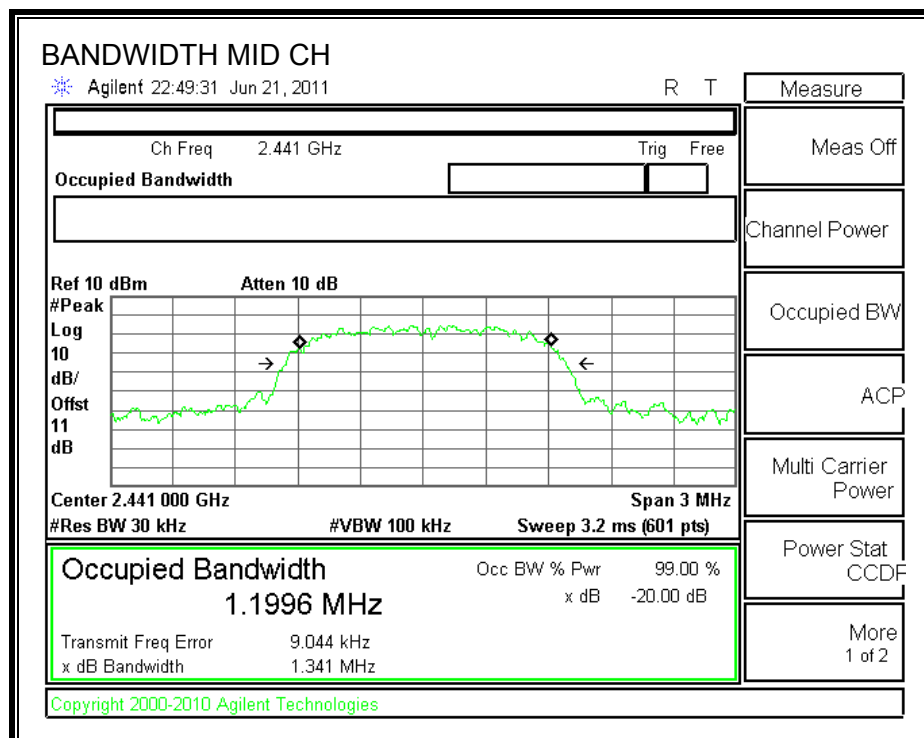 BANDWIDTH MID CH
Agilent 22:49:31 Jun 21, 2011 R T
Measure
Ch Freq 2.441 GHz Trig Free
Occupied Bandwidth
Meas Off
Channel Power
Occupied BW
ACP
Multi Carrier
Power
Power Stat
CCDF
More
1 of 2
Ref 10 dBm Atten 10 dB
#Peak
Log
10
dB/
Offst
11
dB
Center 2.441 000 GHz Span 3 MHz
#Res BW 30 kHz #VBW 100 kHz Sweep 3.2 ms (601 pts)
Occupied Bandwidth
1.1996 MHz
Occ BW % Pwr 99.00 %
x dB -20.00 dB
Transmit Freq Error 9.044 kHz
x dB Bandwidth 1.341 MHz
Copyright 2000-2010 Agilent Technologies